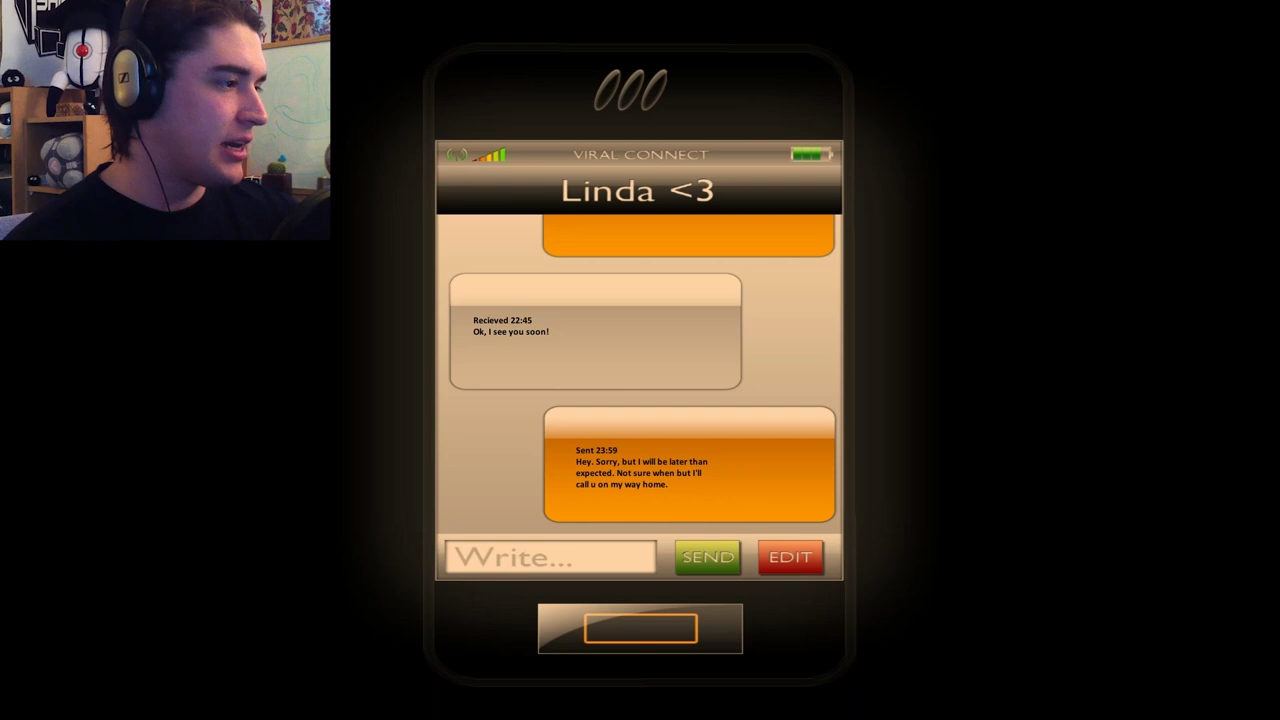 VIRAL CONNECT
Linda <3
Recieved 22:45
Ok, I see you soon!
Sent 23:59
Hey. Sorry, but I will be later than
expected. Not sure when but I'll
call u on my way home.
Write...
SEND
EDIT